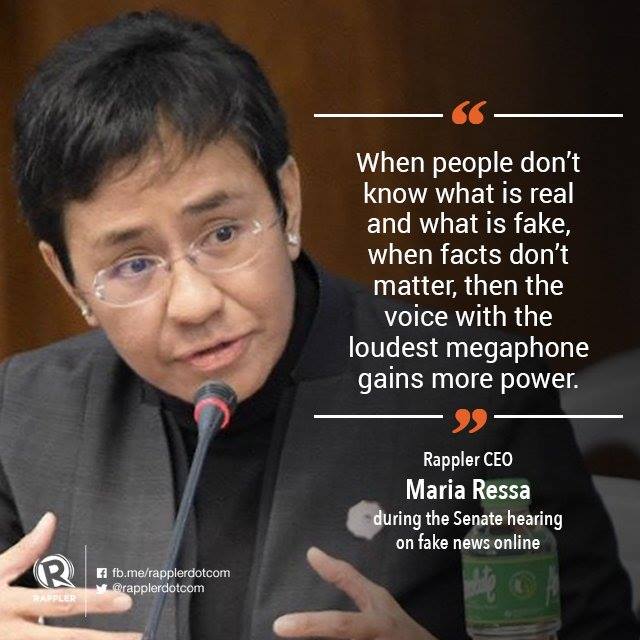 “
When people don’t
know what is real
and what is fake,
when facts don’t
matter, then the
voice with the
loudest megaphone
gains more power.
”
Rappler CEO
Maria Ressa
during the Senate hearing
on fake news online
R
RAPPLER
f fb.me/rapplerdotcom
@rapplerdotcom